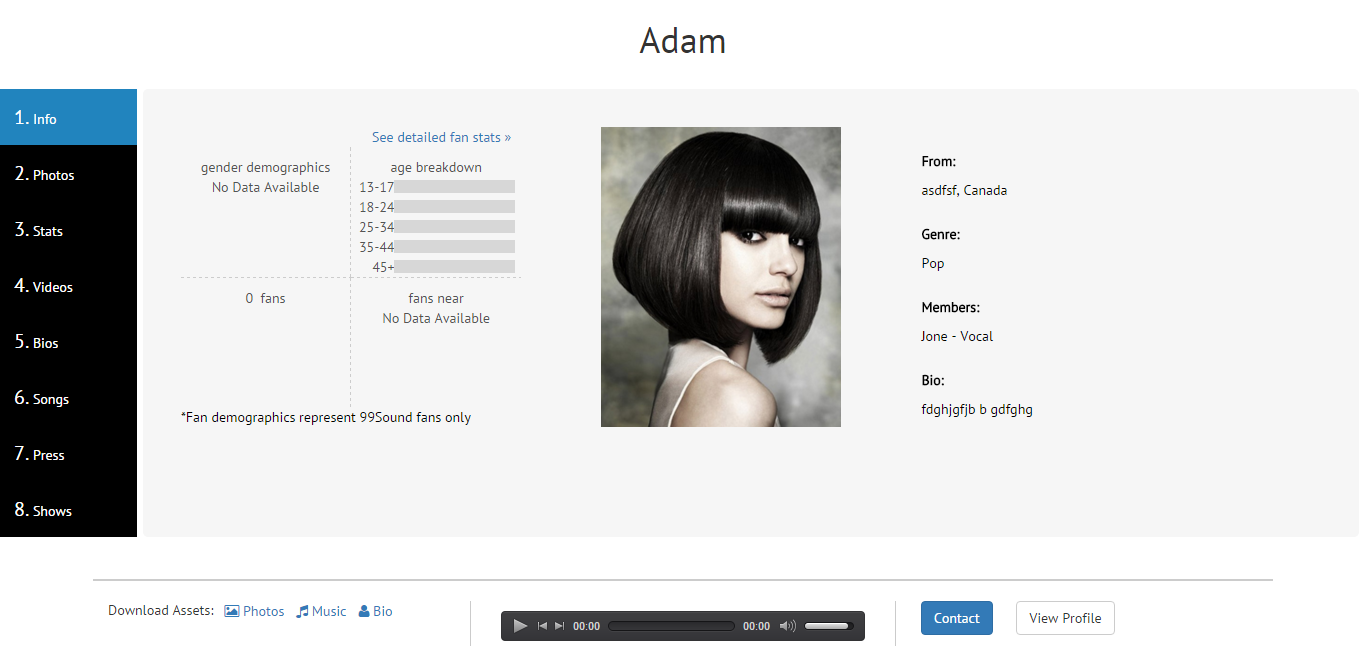 Adam
1. Info
2. Photos
3. Stats
4. Videos
5. Bios
6. Songs
7. Press
8. Shows
See detailed fan stats »
gender demographics
No Data Available
age breakdown
13-17
18-24
25-34
35-44
45+
0 fans
fans near
No Data Available
*Fan demographics represent 99Sound fans only
From:
asdfsf, Canada
Genre:
Pop
Members:
Jone - Vocal
Bio:
fdghjgfjb b gdfghg
Download Assets: Photos Music Bio
00:00 00:00
Contact
View Profile